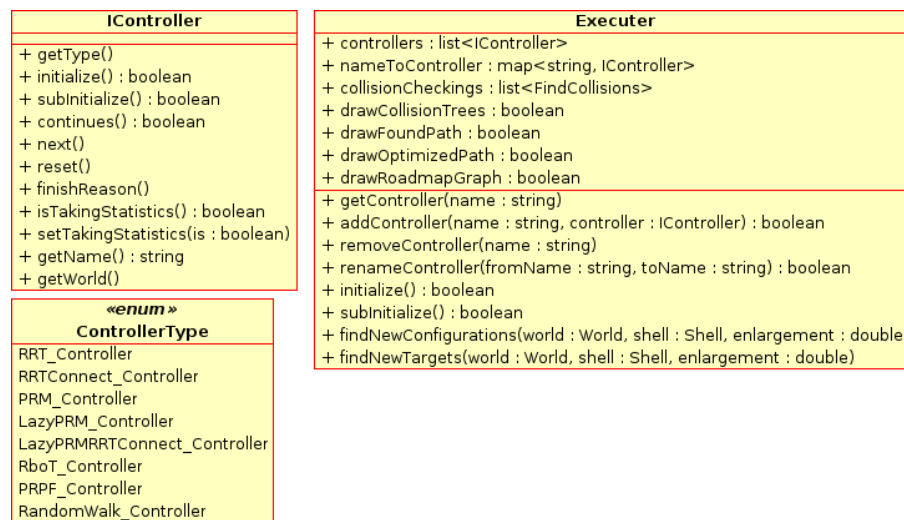 IController
+ getType()
+ initialize() : boolean
+ subInitialize() : boolean
+ continues() : boolean
+ next()
+ reset()
+ finishReason()
+ isTakingStatistics() : boolean
+ setTakingStatistics(is : boolean)
+ getName() : string
+ getWorld()
«enum»
ControllerType
RRT_Controller
RRTConnect_Controller
PRM_Controller
LazyPRM_Controller
LazyPRMRRTConnect_Controller
RboT_Controller
PRPF_Controller
RandomWalk_Controller
Executer
+ controllers : list<IController>
+ nameToController : map<string, IController>
+ collisionCheckings : list<FindCollisions>
+ drawCollisionTrees : boolean
+ drawFoundPath : boolean
+ drawOptimizedPath : boolean
+ drawRoadmapGraph : boolean
+ getController(name : string)
+ addController(name : string, controller : IController) : boolean
+ removeController(name : string)
+ renameController(fromName : string, toName : string) : boolean
+ initialize() : boolean
+ subInitialize() : boolean
+ findNewConfigurations(world : World, shell : Shell, enlargement : double
+ findNewTargets(world : World, shell : Shell, enlargement : double)